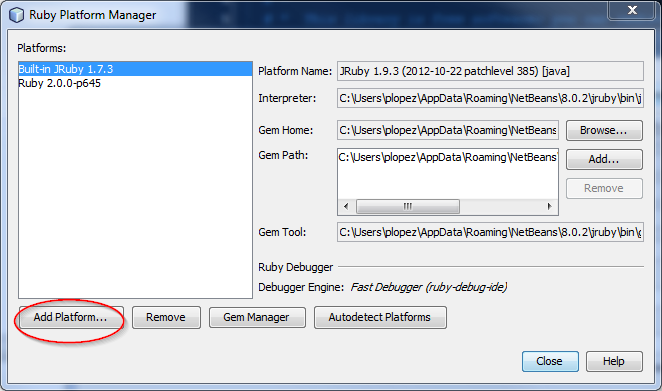 Ruby Platform Manager
Platforms:
Built-in JRuby 1.7.3
Ruby 2.0.0-p645
Platform Name: JRuby 1.9.3 (2012-10-22 patchlevel 385) [java]
Interpreter: C:\Users\plopez\AppData\Roaming\NetBeans\8.0.2\jruby\bin\j
Gem Home: C:\Users\plopez\AppData\Roaming\NetBeans Browse...
Gem Path: C:\Users\plopez\AppData\Roaming\NetBeans\ Add...
Remove
Gem Tool: C:\Users\plopez\AppData\Roaming\NetBeans\8.0.2\jruby\bin\g
Ruby Debugger
Debugger Engine: Fast Debugger (ruby-debug-ide)
Add Platform... Remove Gem Manager Autodetect Platforms
Close Help